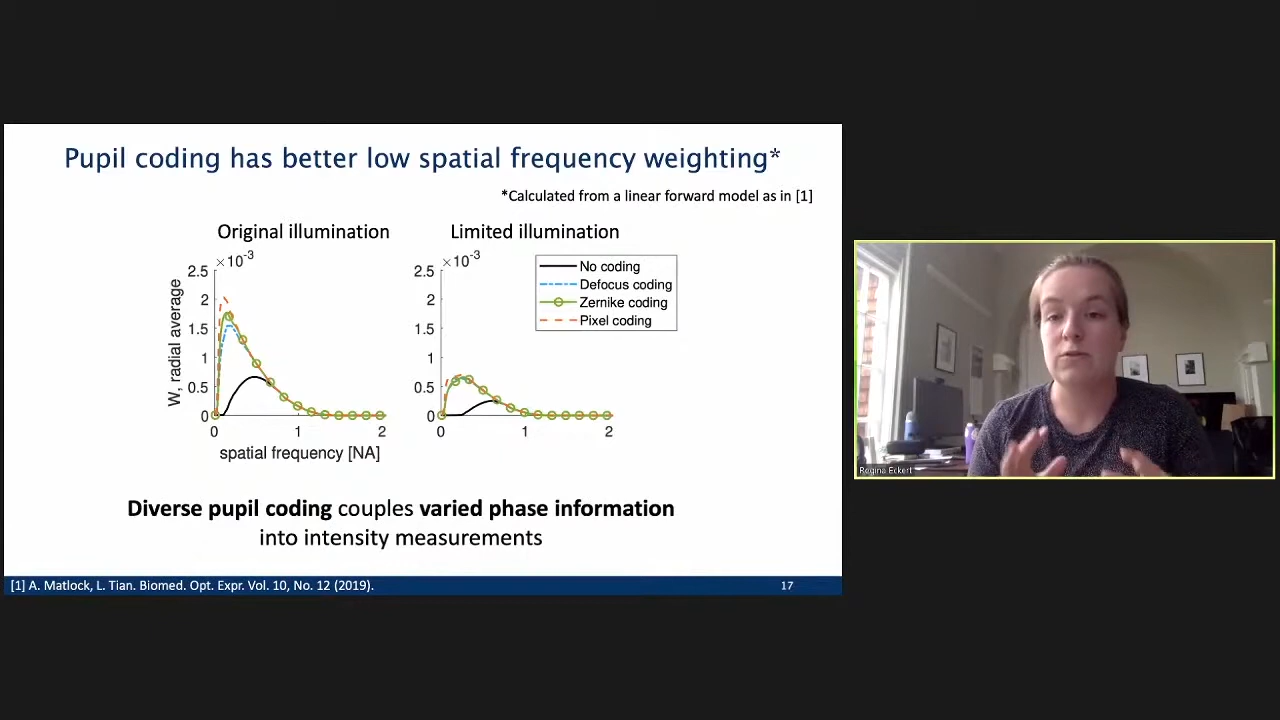 Pupil coding has better low spatial frequency weighting*
*Calculated from a linear forward model as in [1]
Original illumination
Limited illumination
×10⁻³
2.5
2
1.5
1
0.5
0
W, radial average
0 1 2
spatial frequency [NA]
×10⁻³
2.5
2
1.5
1
0.5
0
0 1 2
No coding
Defocus coding
Zernike coding
Pixel coding
Diverse pupil coding couples varied phase information
into intensity measurements
[1] A. Matlock, L. Tian. Biomed. Opt. Expr. Vol. 10, No. 12 (2019).
17
Regina Eckert